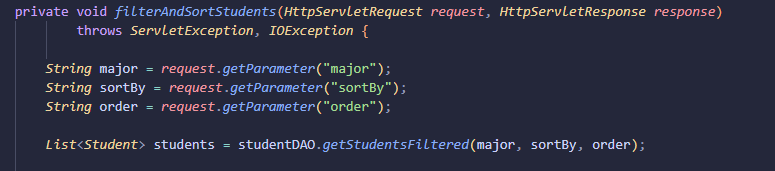 private void filterAndSortStudents(HttpServletRequest request, HttpServletResponse response)
throws ServletException, IOException {
String major = request.getParameter("major");
String sortBy = request.getParameter("sortBy");
String order = request.getParameter("order");
List<Student> students = studentDAO.getStudentsFiltered(major, sortBy, order);